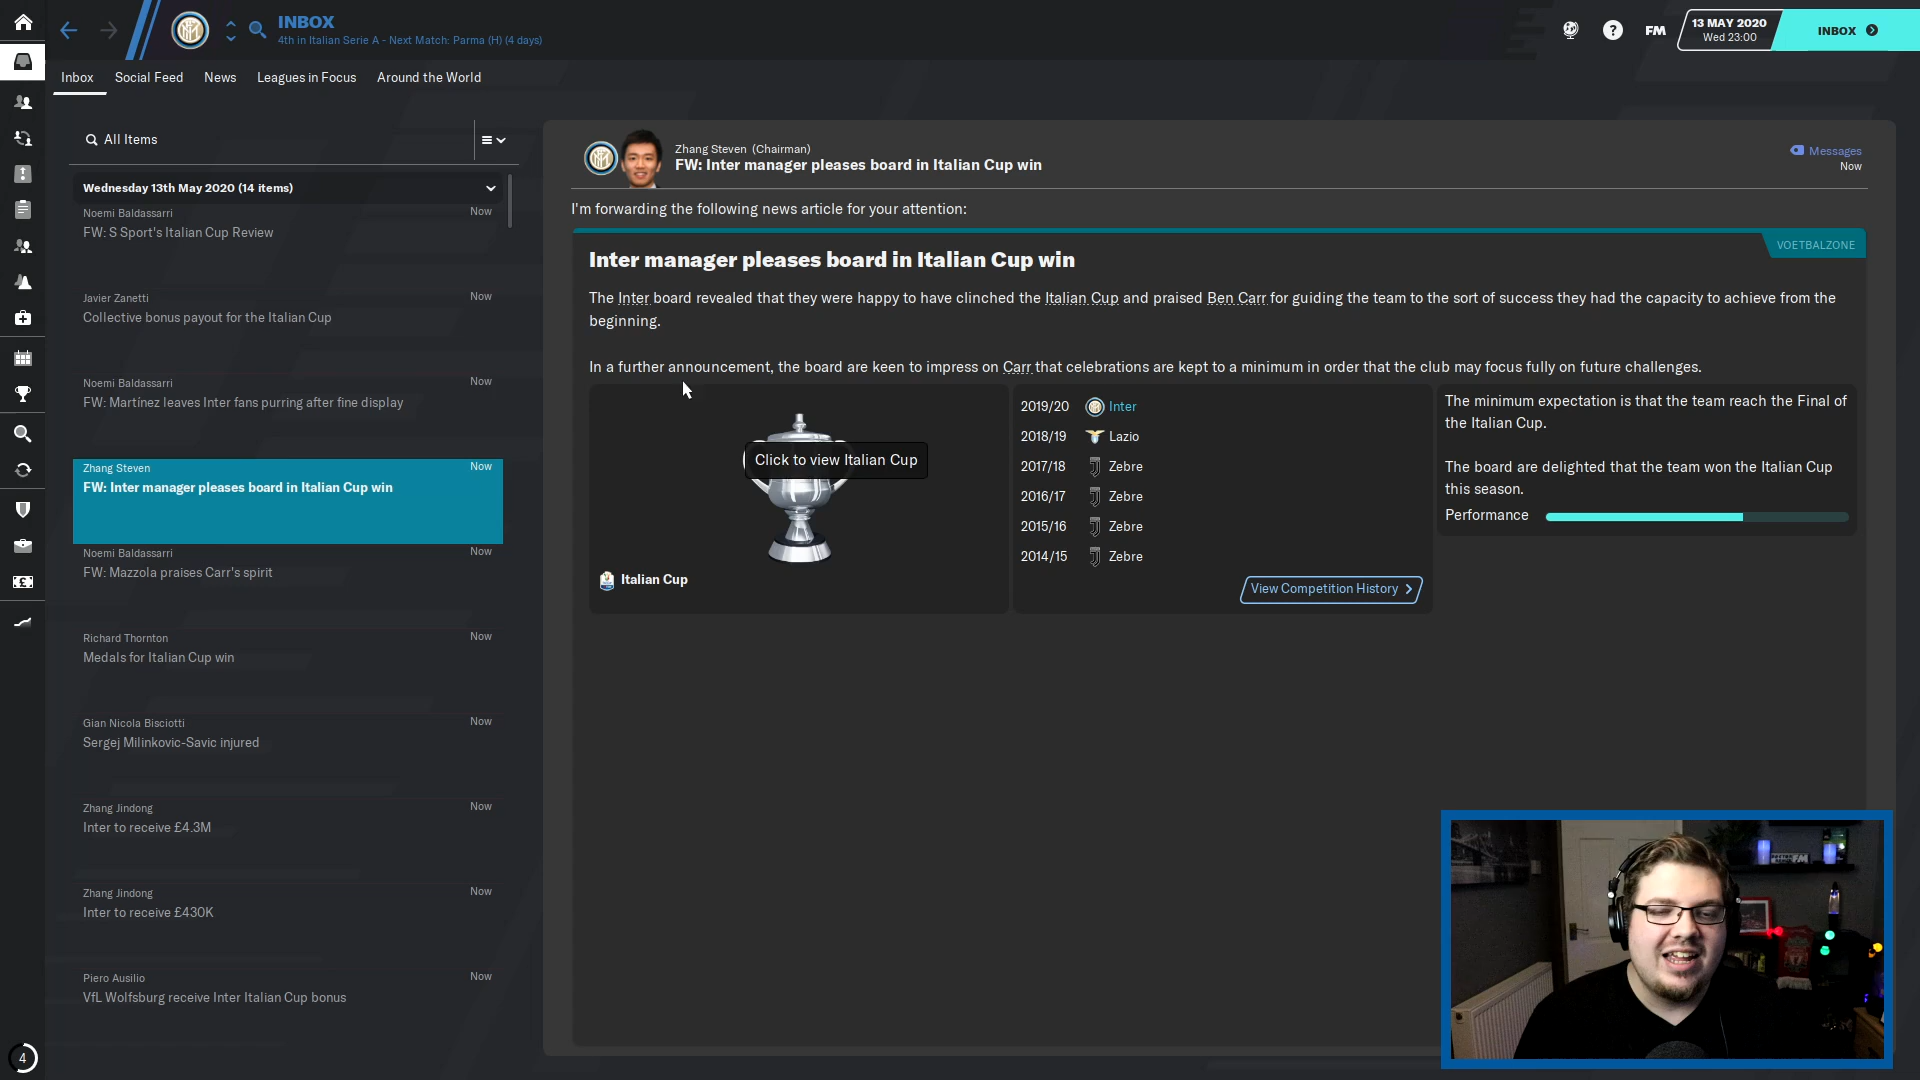 INBOX
4th in Italian Serie A - Next Match: Parma (H) (4 days)
FM
13 MAY 2020
Wed 23:00
INBOX
Inbox
Social Feed
News
Leagues in Focus
Around the World
All Items
Wednesday 13th May 2020 (14 items)
Noemi Baldassarri
Now
FW: S Sport's Italian Cup Review
Javier Zanetti
Now
Collective bonus payout for the Italian Cup
Noemi Baldassarri
Now
FW: Martínez leaves Inter fans purring after fine display
Zhang Steven
Now
FW: Inter manager pleases board in Italian Cup win
Noemi Baldassarri
Now
FW: Mazzola praises Carr's spirit
Richard Thornton
Now
Medals for Italian Cup win
Gian Nicola Bisciotti
Now
Sergej Milinkovic-Savic injured
Zhang Jindong
Now
Inter to receive £4.3M
Zhang Jindong
Now
Inter to receive £430K
Piero Ausilio
Now
VfL Wolfsburg receive Inter Italian Cup bonus
4
Zhang Steven (Chairman)
FW: Inter manager pleases board in Italian Cup win
Messages
Now
I'm forwarding the following news article for your attention:
VOETBALZONE
Inter manager pleases board in Italian Cup win
The Inter board revealed that they were happy to have clinched the Italian Cup and praised Ben Carr for guiding the team to the sort of success they had the capacity to achieve from the
beginning.
In a further announcement, the board are keen to impress on Carr that celebrations are kept to a minimum in order that the club may focus fully on future challenges.
Click to view Italian Cup
Italian Cup
2019/20 Inter
2018/19 Lazio
2017/18 Zebre
2016/17 Zebre
2015/16 Zebre
2014/15 Zebre
View Competition History
The minimum expectation is that the team reach the Final of
the Italian Cup.
The board are delighted that the team won the Italian Cup
this season.
Performance